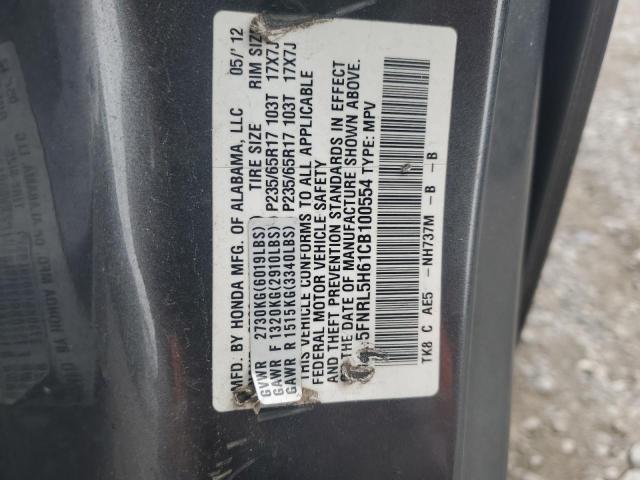 MFD. BY HONDA MFG. OF ALABAMA, LLC 05/'12
TIRE SIZE RIM SIZE
GVWR 2730KG(6019LBS)
GAWR F 1320KG(2910LBS) P235/65R17 103T 17X7J
GAWR R 1515KG(3340LBS) P235/65R17 103T 17X7J
THIS VEHICLE CONFORMS TO ALL APPLICABLE
FEDERAL MOTOR VEHICLE SAFETY
AND THEFT PREVENTION STANDARDS IN EFFECT
ON THE DATE OF MANUFACTURE SHOWN ABOVE.
5FNRL5H61CB100554 TYPE: MPV
TK8 C AE5 -NH737M -B -B